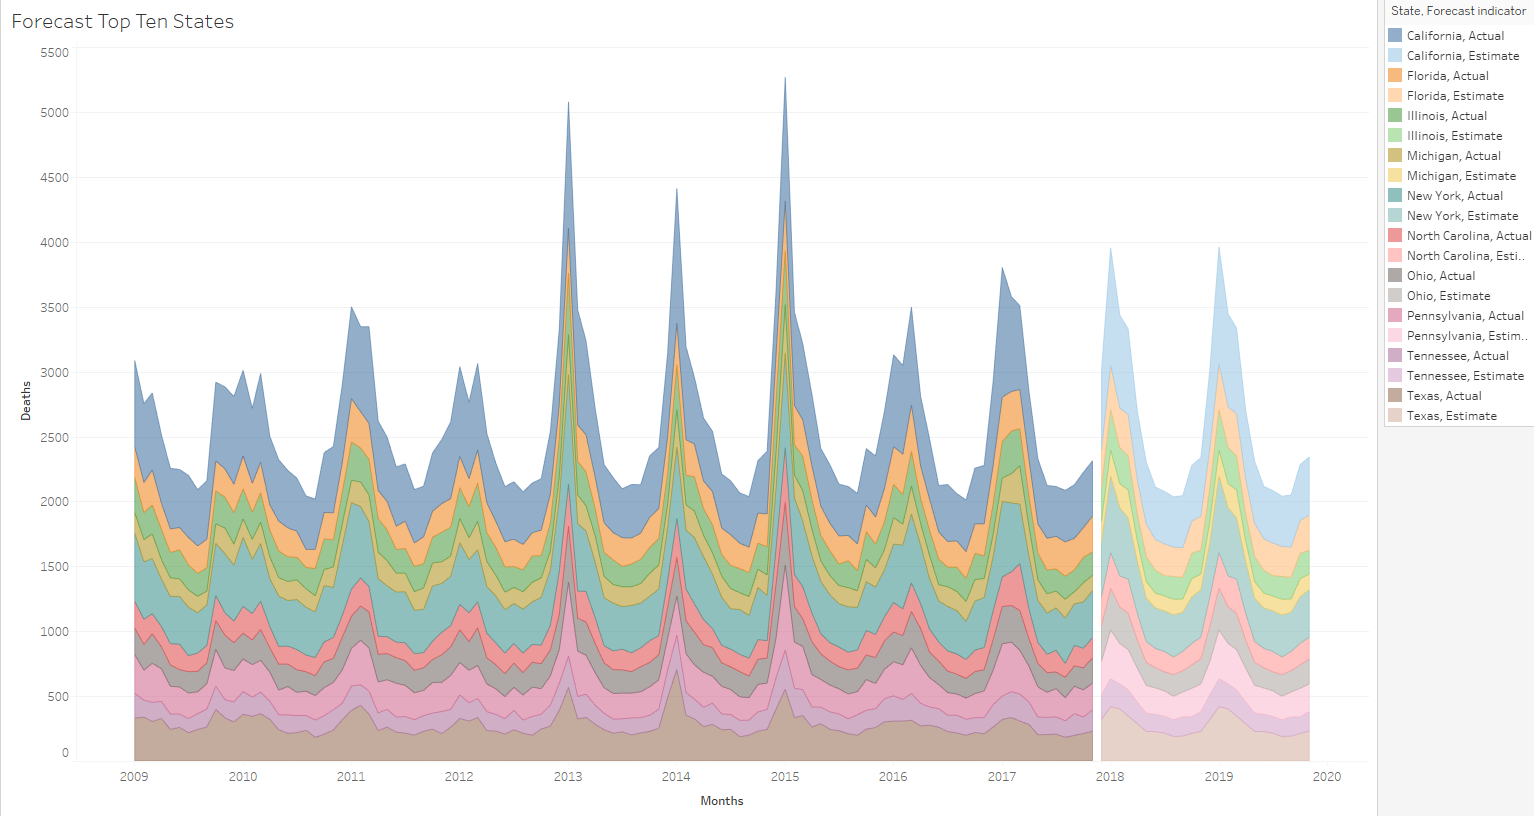 Forecast Top Ten States
State, Forecast indicator
California, Actual
California, Estimate
Florida, Actual
Florida, Estimate
Illinois, Actual
Illinois, Estimate
Michigan, Actual
Michigan, Estimate
New York, Actual
New York, Estimate
North Carolina, Actual
North Carolina, Esti..
Ohio, Actual
Ohio, Estimate
Pennsylvania, Actual
Pennsylvania, Estim..
Tennessee, Actual
Tennessee, Estimate
Texas, Actual
Texas, Estimate
5500
5000
4500
4000
3500
3000
2500
2000
1500
1000
500
0
Deaths
2009 2010 2011 2012 2013 2014 2015 2016 2017 2018 2019 2020
Months